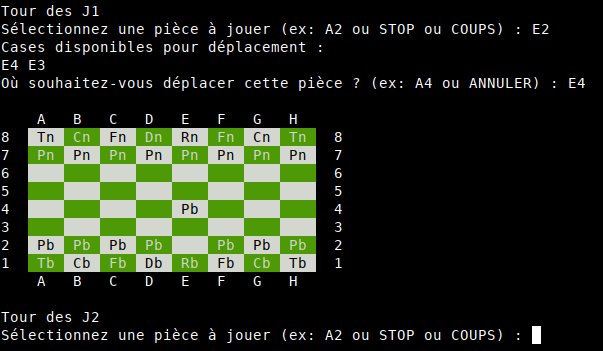 Tour des J1
Sélectionnez une pièce à jouer (ex: A2 ou STOP ou COUPS) : E2
Cases disponibles pour déplacement :
E4 E3
Où souhaitez-vous déplacer cette pièce ? (ex: A4 ou ANNULER) : E4
A B C D E F G H
8 Tn Cn Fn Dn Rn Fn Cn Tn 8
7 Pn Pn Pn Pn Pn Pn Pn Pn 7
6 6
5 5
4 Pb 4
3 3
2 Pb Pb Pb Pb Pb Pb Pb 2
1 Tb Cb Fb Db Rb Fb Cb Tb 1
A B C D E F G H
Tour des J2
Sélectionnez une pièce à jouer (ex: A2 ou STOP ou COUPS) :